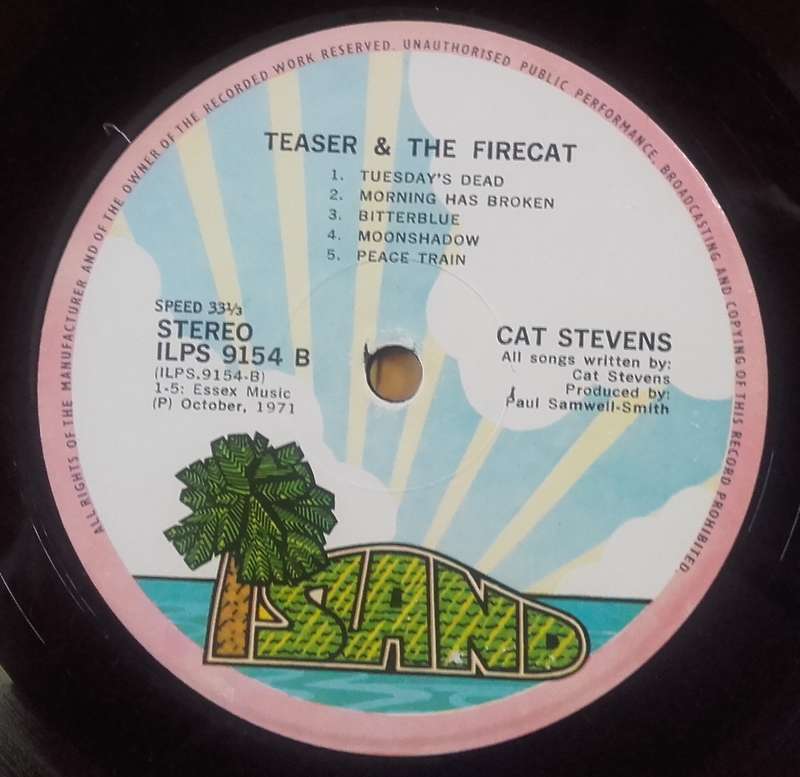 ALL RIGHTS OF THE MANUFACTURER AND OF THE OWNER OF THE RECORDED WORK RESERVED. UNAUTHORISED PUBLIC PERFORMANCE, BROADCASTING AND COPYING OF THIS RECORD PROHIBITED.
TEASER & THE FIRECAT
1. TUESDAY'S DEAD
2. MORNING HAS BROKEN
3. BITTERBLUE
4. MOONSHADOW
5. PEACE TRAIN
SPEED 33⅓
STEREO
ILPS 9154 B
(ILPS.9154-B)
1-5: Essex Music
(P) October, 1971
CAT STEVENS
All songs written by:
Cat Stevens
Produced by:
Paul Samwell-Smith
ISLAND